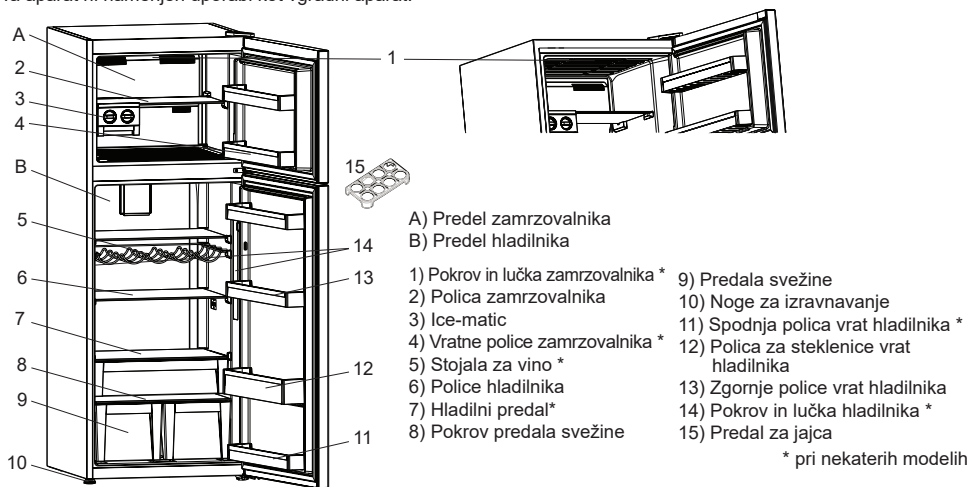 A
2
3
4
B
5
6
7
8
9
10
1
15
14
13
12
11
A) Predel zamrzovalnika
B) Predel hladilnika
1) Pokrov in lučka zamrzovalnika *
2) Polica zamrzovalnika
3) Ice-matic
4) Vratne police zamrzovalnika *
5) Stojala za vino *
6) Police hladilnika
7) Hladilni predal*
8) Pokrov predala svežine
9) Predala svežine
10) Noge za izravnavanje
11) Spodnja polica vrat hladilnika *
12) Polica za steklenice vrat
hladilnika
13) Zgornje police vrat hladilnika
14) Pokrov in lučka hladilnika *
15) Predal za jajca
* pri nekaterih modelih